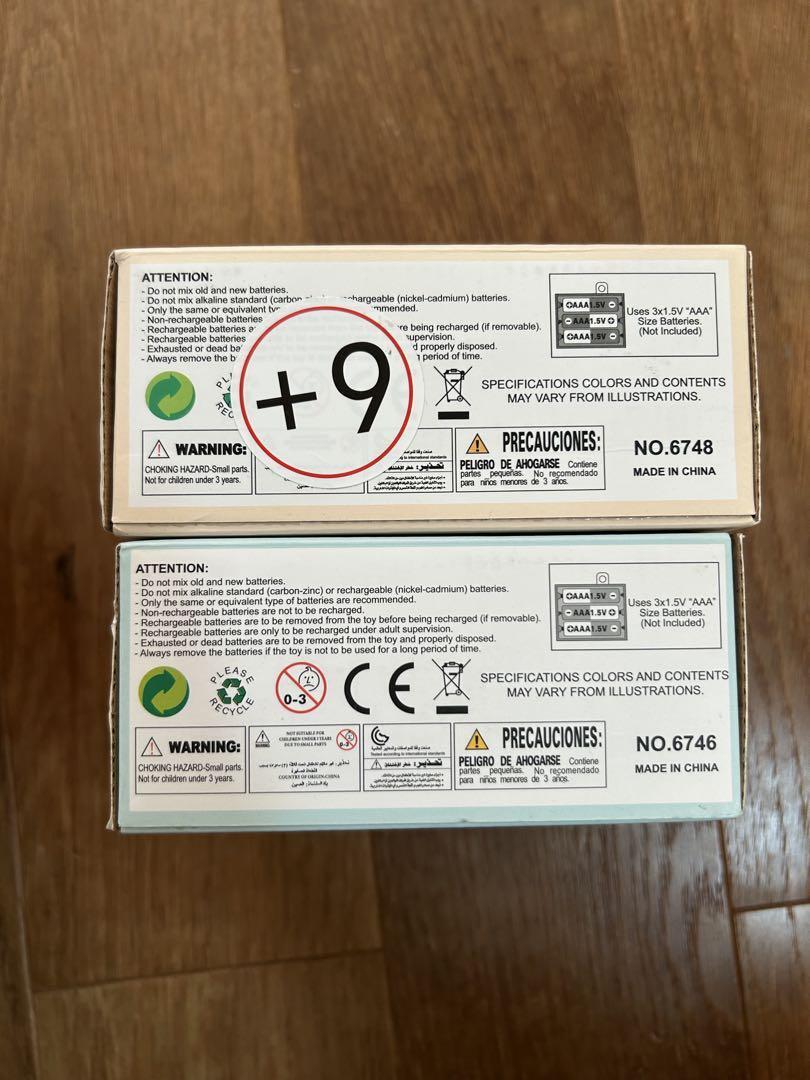 ATTENTION:
- Do not mix old and new batteries.
- Do not mix alkaline standard (carbon rechargeable (nickel-cadmium) batteries.
- Only the same or equivalent recommended.
- Non-rechargeable batteries
- Rechargeable batteries before being recharged (if removable).
- Rechargeable batteries supervision.
- Exhausted or dead properly disposed.
- Always remove the period of time.
+9
+AAA1.5V -
- AAA1.5V +
+AAA1.5V -
Uses 3x1.5V "AAA"
Size Batteries.
(Not Included)
SPECIFICATIONS COLORS AND CONTENTS
MAY VARY FROM ILLUSTRATIONS.
WARNING:
CHOKING HAZARD-Small parts.
Not for children under 3 years.
تحذير:
PRECAUCIONES:
PELIGRO DE AHOGARSE Contiene
partes pequeñas. No recomendado
para niños menores de 3 años.
NO.6748
MADE IN CHINA
ATTENTION:
- Do not mix old and new batteries.
- Do not mix alkaline standard (carbon-zinc) or rechargeable (nickel-cadmium) batteries.
- Only the same or equivalent type of batteries are recommended.
- Non-rechargeable batteries are not to be recharged.
- Rechargeable batteries are to be removed from the toy before being recharged (if removable).
- Rechargeable batteries are only to be recharged under adult supervision.
- Exhausted or dead batteries are to be removed from the toy and properly disposed.
- Always remove the batteries if the toy is not to be used for a long period of time.
+AAA1.5V -
- AAA1.5V +
+AAA1.5V -
Uses 3x1.5V "AAA"
Size Batteries.
(Not Included)
PLEASE
RECYCLE
0-3
CE
SPECIFICATIONS COLORS AND CONTENTS
MAY VARY FROM ILLUSTRATIONS.
WARNING:
CHOKING HAZARD-Small parts.
Not for children under 3 years.
NOT SUITABLE FOR
CHILDREN UNDER 3 YEARS
DUE TO SMALL PARTS
0-3
COUNTRY OF ORIGIN:CHINA
بلد المنشأ: الصين
Tested according to international standards
تحذير:
PRECAUCIONES:
PELIGRO DE AHOGARSE Contiene
partes pequeñas. No recomendado
para niños menores de 3 años.
NO.6746
MADE IN CHINA